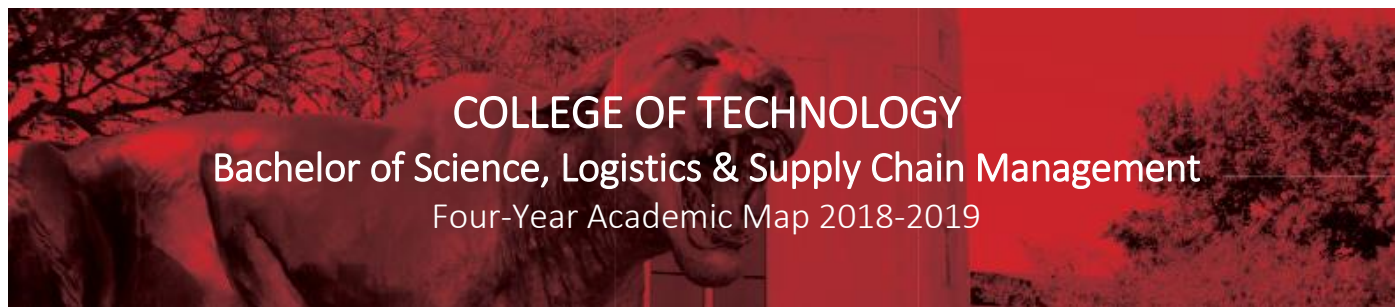 COLLEGE OF TECHNOLOGY
Bachelor of Science, Logistics & Supply Chain Management
Four-Year Academic Map 2018-2019